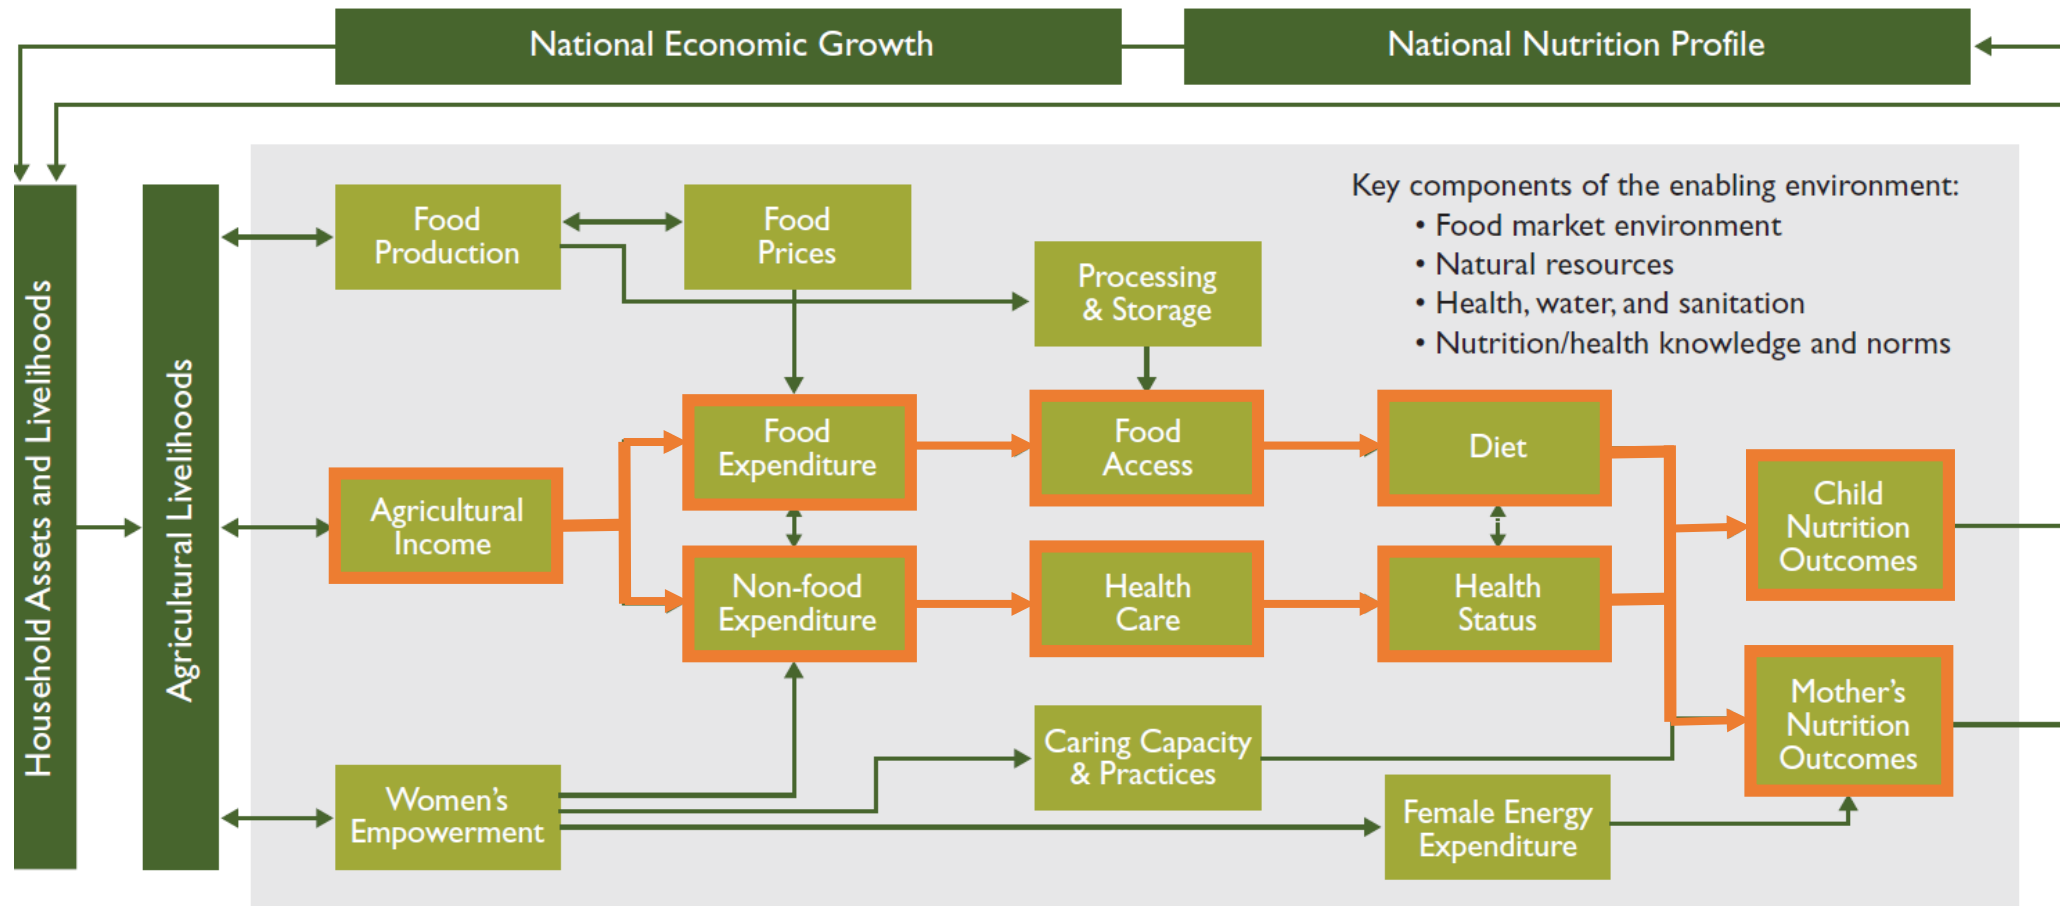 National Economic Growth
National Nutrition Profile
Household Assets and Livelihoods
Agricultural Livelihoods
Food
Production
Food
Prices
Processing
& Storage
Key components of the enabling environment:
• Food market environment
• Natural resources
• Health, water, and sanitation
• Nutrition/health knowledge and norms
Agricultural
Income
Food
Expenditure
Food
Access
Diet
Non-food
Expenditure
Health
Care
Health
Status
Child
Nutrition
Outcomes
Mother’s
Nutrition
Outcomes
Women’s
Empowerment
Caring Capacity
& Practices
Female Energy
Expenditure